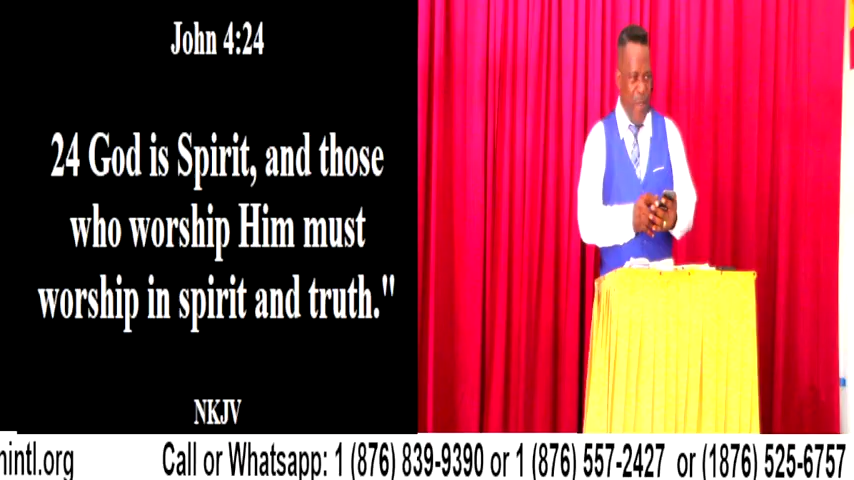 John 4:24
24 God is Spirit, and those
who worship Him must
worship in spirit and truth."
NKJV
nintl.org Call or Whatsapp: 1 (876) 839-9390 or 1 (876) 557-2427 or (1876) 525-6757